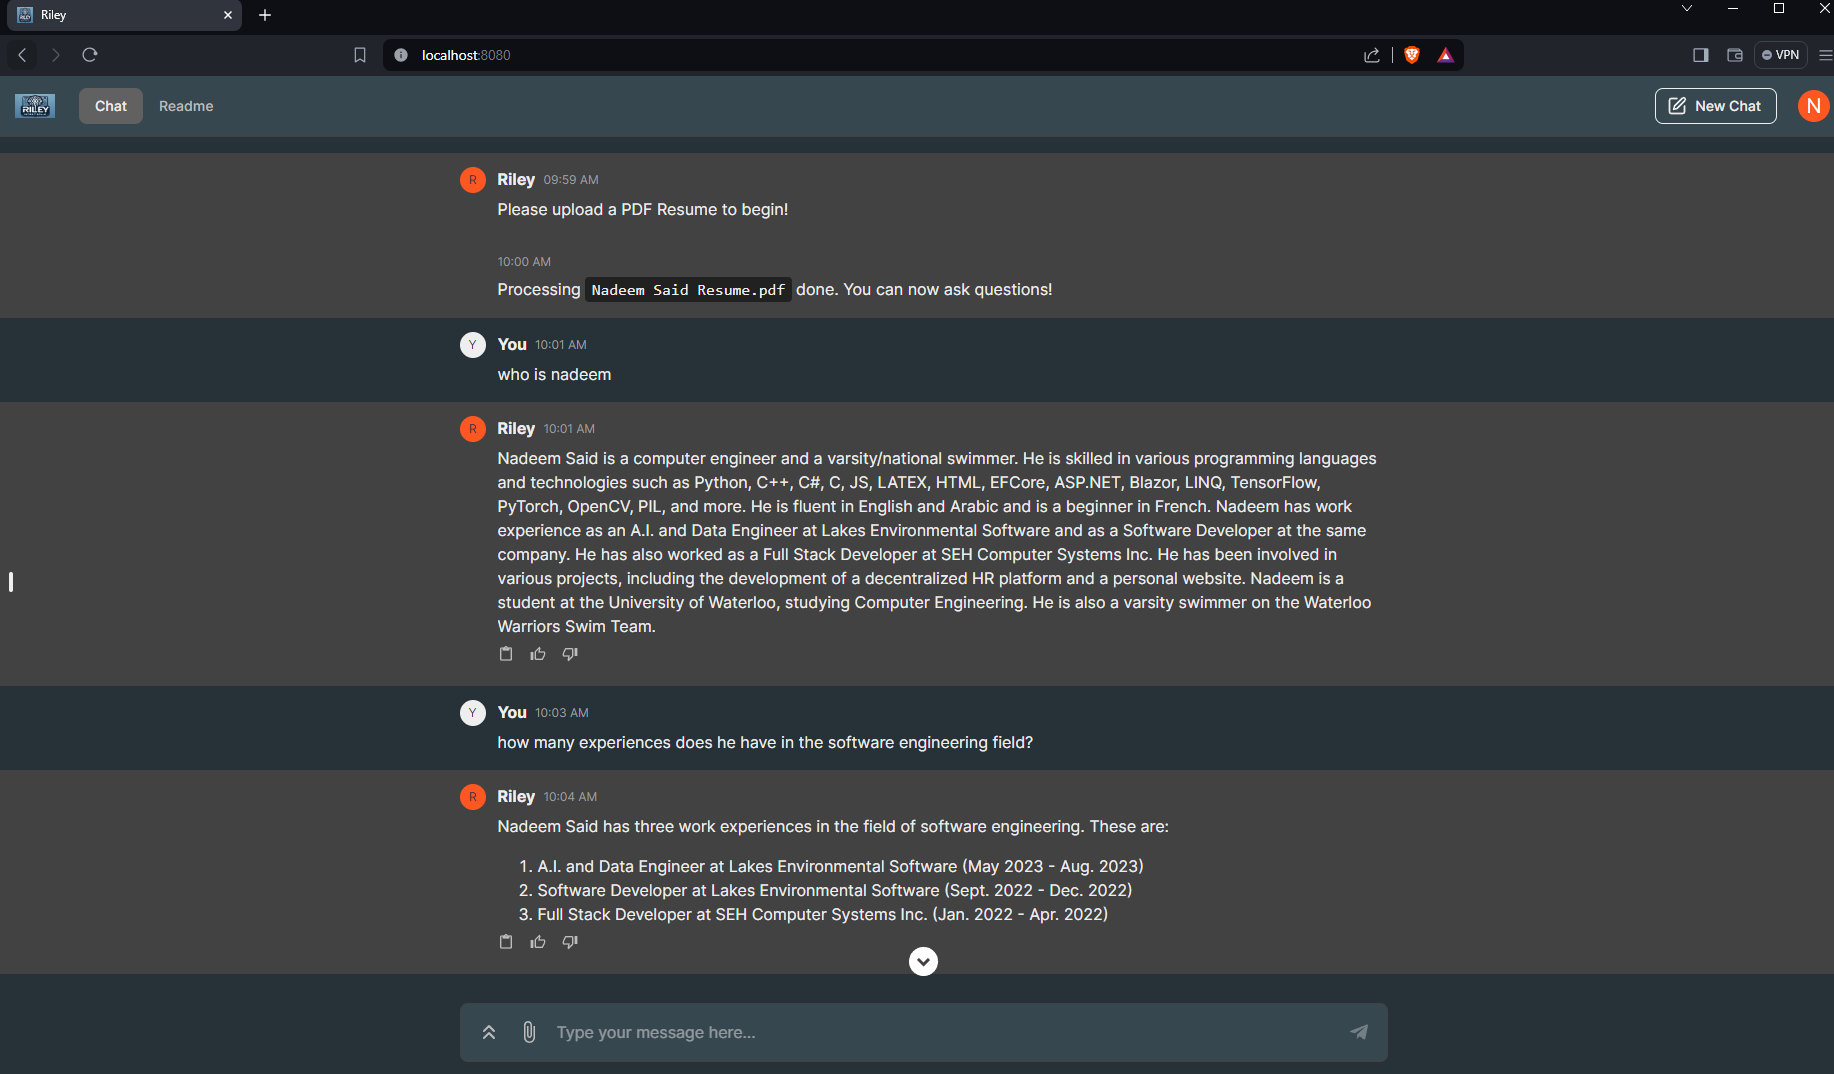 Riley
localhost:8080
VPN
RILEY
Chat
Readme
New Chat
N
R
Riley 09:59 AM
Please upload a PDF Resume to begin!
10:00 AM
Processing Nadeem Said Resume.pdf done. You can now ask questions!
Y
You 10:01 AM
who is nadeem
R
Riley 10:01 AM
Nadeem Said is a computer engineer and a varsity/national swimmer. He is skilled in various programming languages
and technologies such as Python, C++, C#, C, JS, LATEX, HTML, EFCore, ASP.NET, Blazor, LINQ, TensorFlow,
PyTorch, OpenCV, PIL, and more. He is fluent in English and Arabic and is a beginner in French. Nadeem has work
experience as an A.I. and Data Engineer at Lakes Environmental Software and as a Software Developer at the same
company. He has also worked as a Full Stack Developer at SEH Computer Systems Inc. He has been involved in
various projects, including the development of a decentralized HR platform and a personal website. Nadeem is a
student at the University of Waterloo, studying Computer Engineering. He is also a varsity swimmer on the Waterloo
Warriors Swim Team.
Y
You 10:03 AM
how many experiences does he have in the software engineering field?
R
Riley 10:04 AM
Nadeem Said has three work experiences in the field of software engineering. These are:
1. A.I. and Data Engineer at Lakes Environmental Software (May 2023 - Aug. 2023)
2. Software Developer at Lakes Environmental Software (Sept. 2022 - Dec. 2022)
3. Full Stack Developer at SEH Computer Systems Inc. (Jan. 2022 - Apr. 2022)
Type your message here...